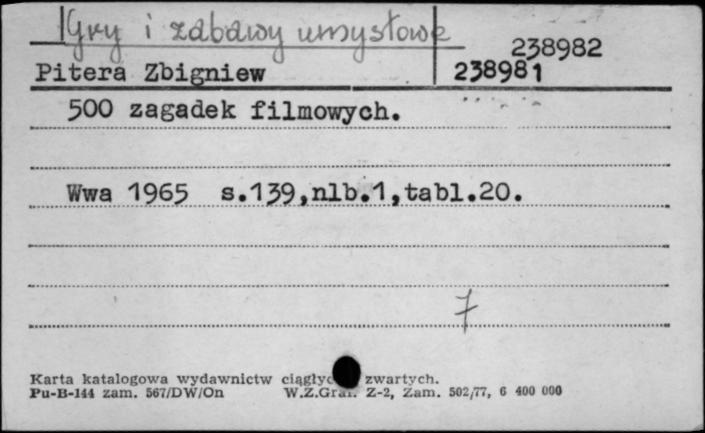 Gry i zabawy umysłowe
238982
Pitera Zbigniew 238981
500 zagadek filmowych.
Wwa 1965 s.139,nlb.1,tabl.20.
7
Karta katalogowa wydawnictw zwartych.
Pu-B-144 zam. 567/DW/On W.Z.Graf. Z-2, Zam. 502/77, 6 400 000